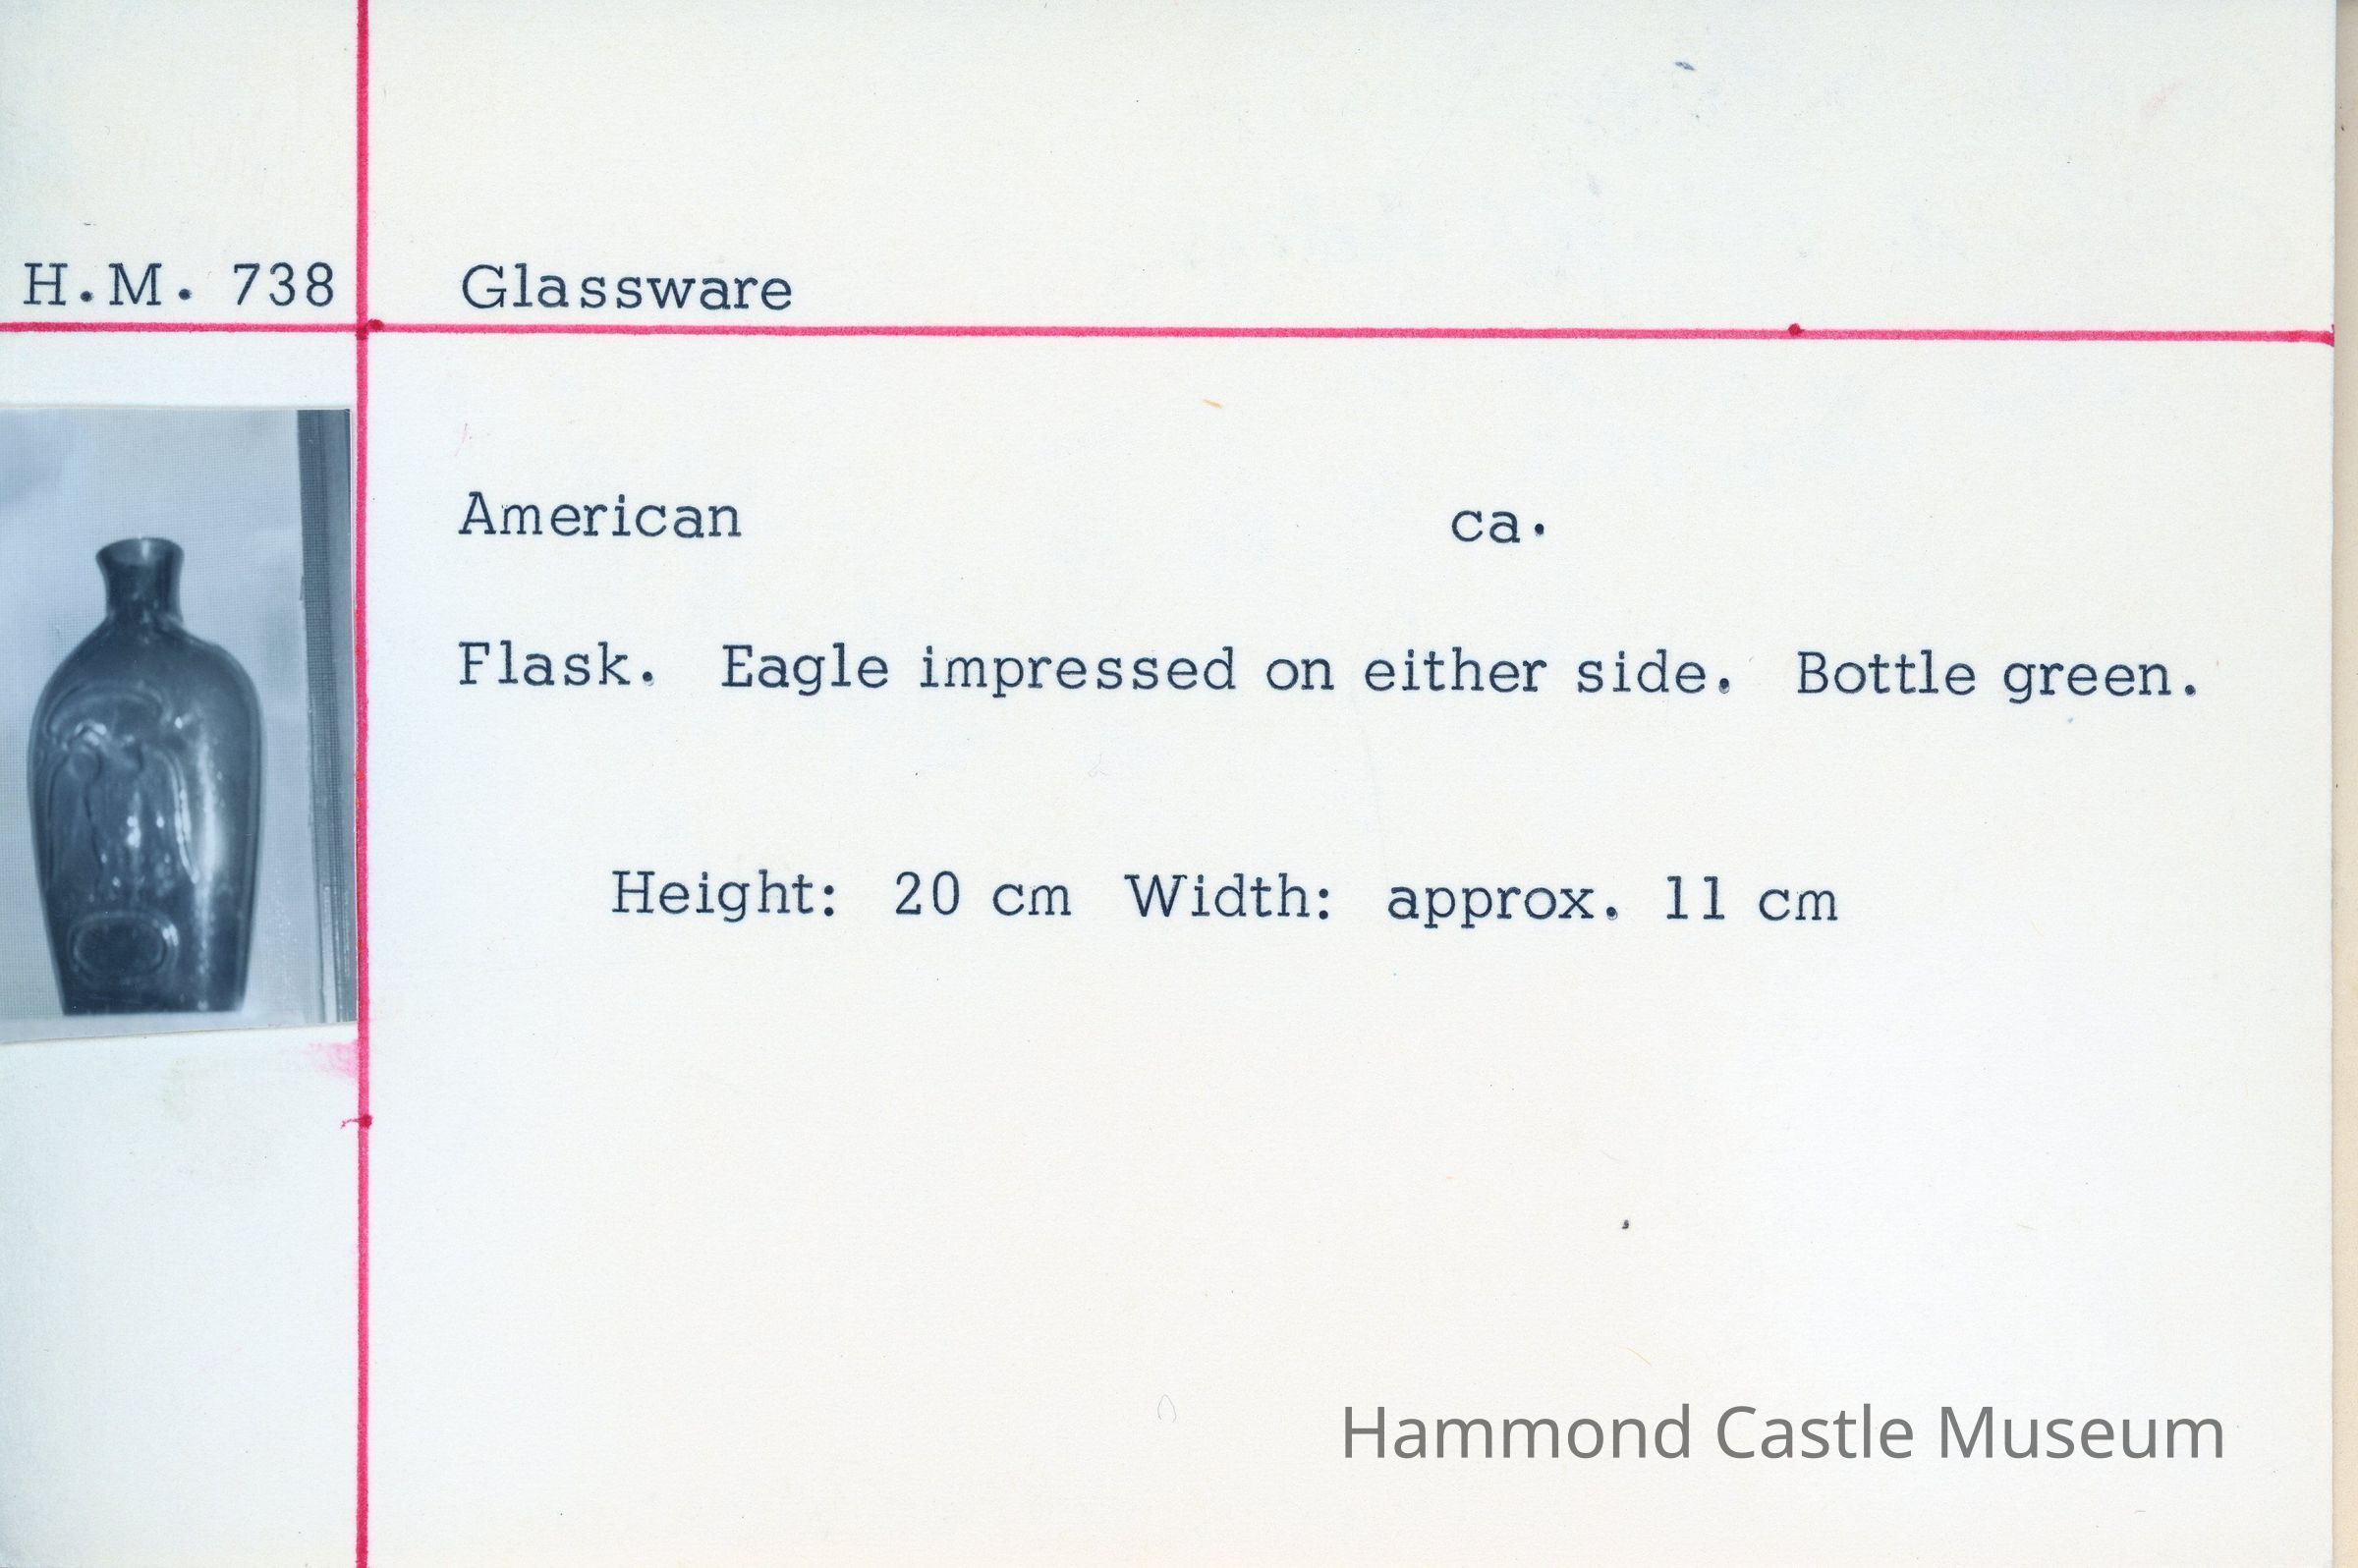 H.M. 738 Glassware
American ca.
Flask. Eagle impressed on either side. Bottle green.
Height: 20 cm Width: approx. 11 cm
Hammond Castle Museum